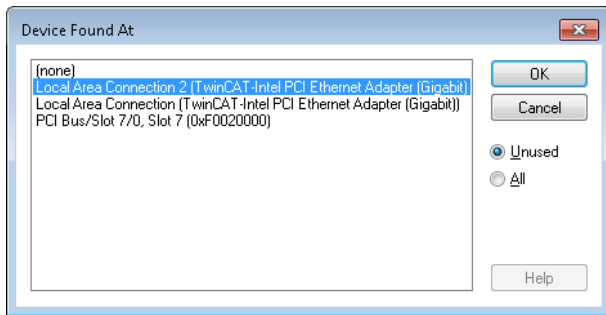 Device Found At
(none)
Local Area Connection 2 (TwinCAT-Intel PCI Ethernet Adapter (Gigabit)
Local Area Connection (TwinCAT-Intel PCI Ethernet Adapter (Gigabit))
PCI Bus/Slot 7/0, Slot 7 (0xF0020000)
OK
Cancel
Unused
All
Help